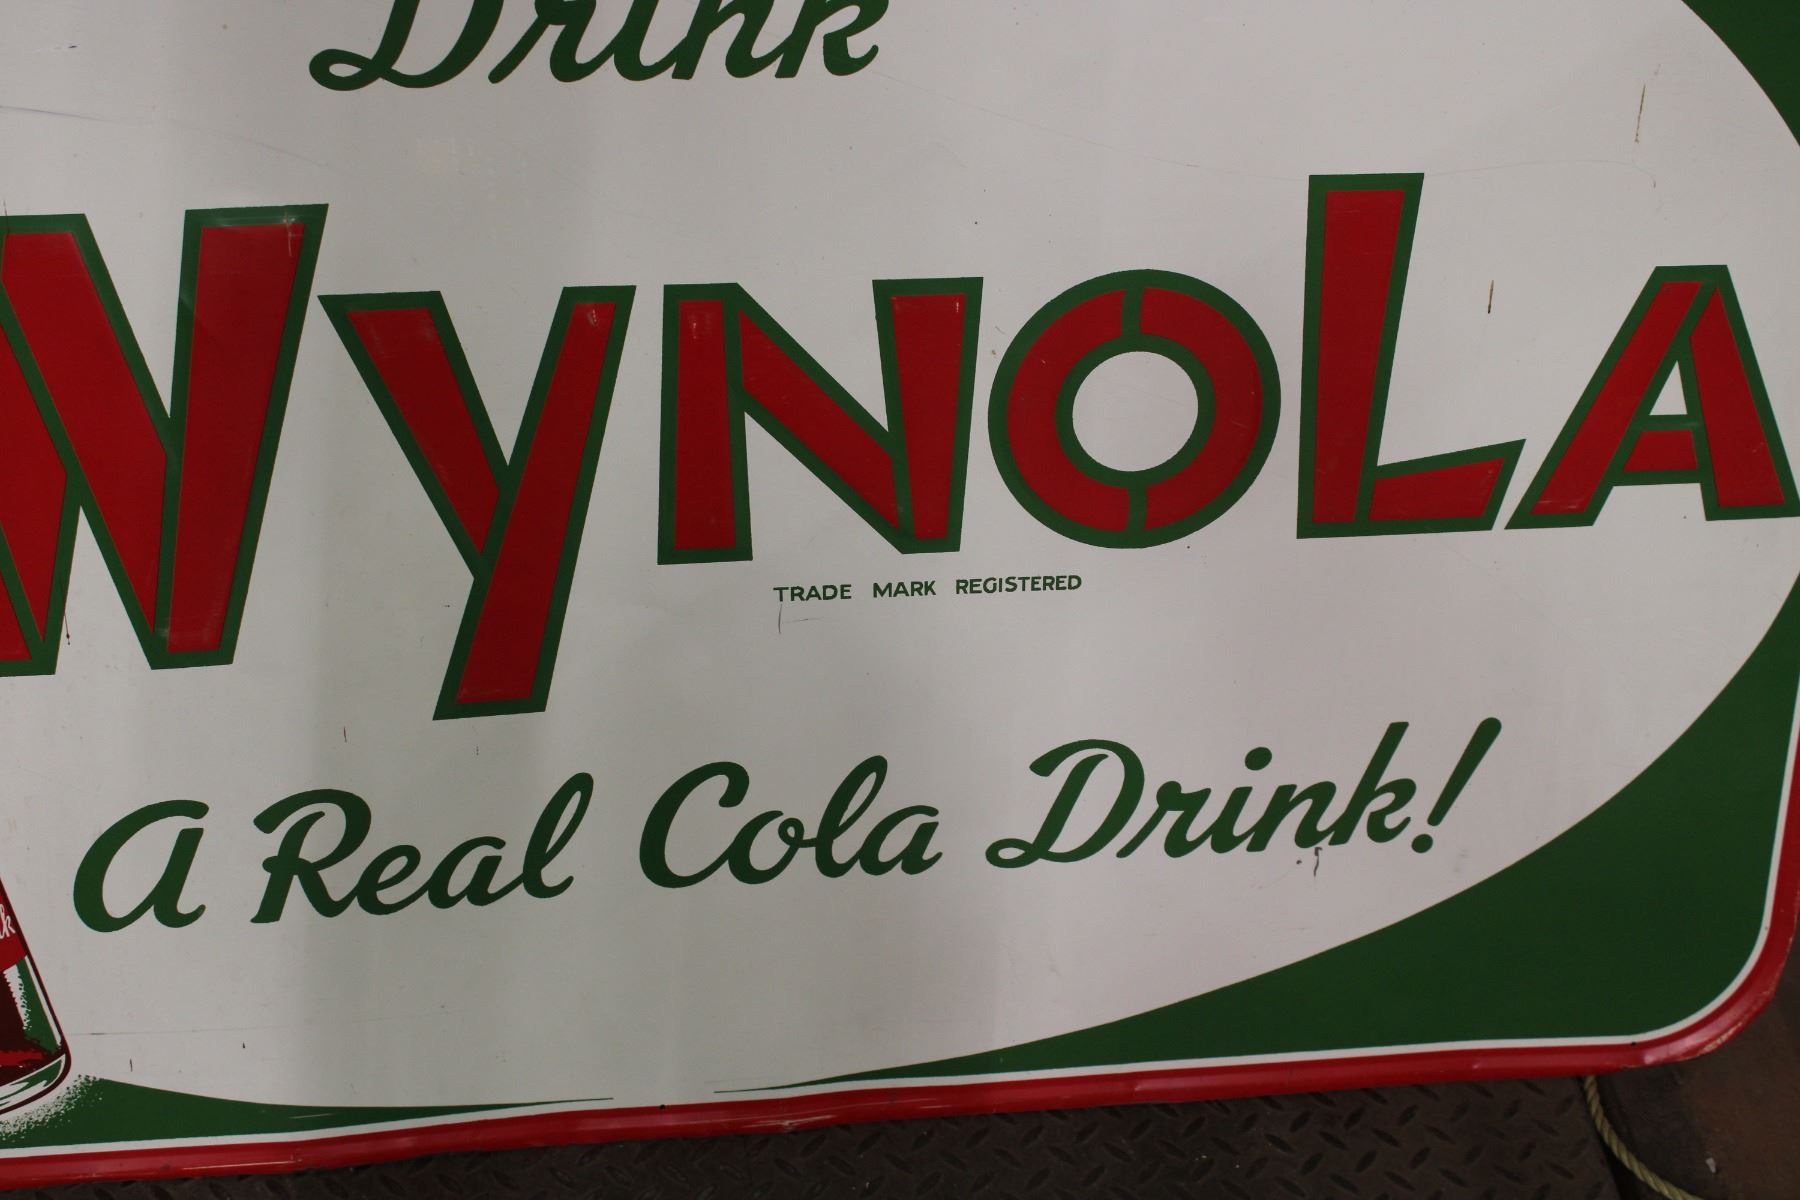 Drink
WYNOLA
TRADE MARK REGISTERED
A Real Cola Drink!